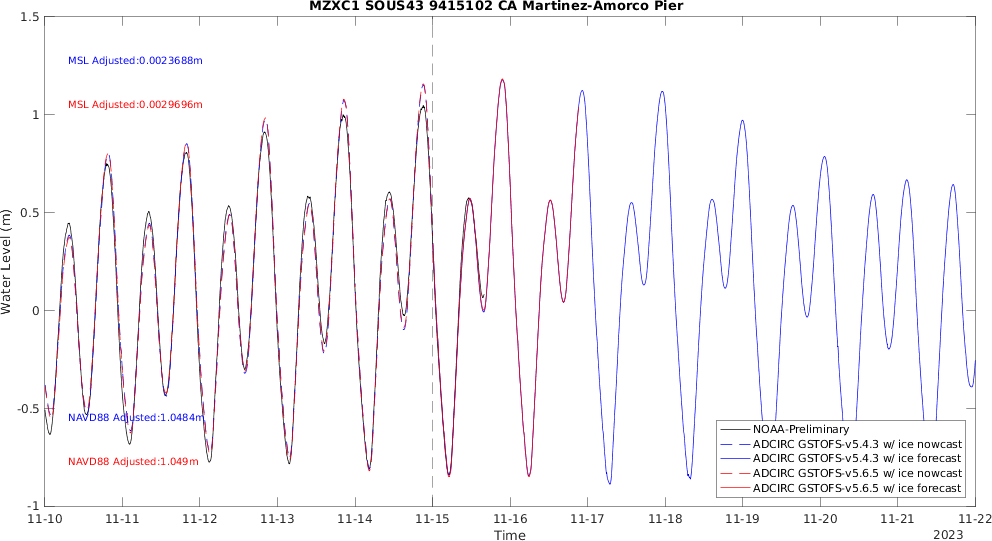 MZXC1 SOUS43 9415102 CA Martinez-Amorco Pier
1.5
1
0.5
0
-0.5
-1
Water Level (m)
MSL Adjusted:0.0023688m
MSL Adjusted:0.0029696m
NAVD88 Adjusted:1.0484m
NAVD88 Adjusted:1.049m
NOAA-Preliminary
ADCIRC GSTOFS-v5.4.3 w/ ice nowcast
ADCIRC GSTOFS-v5.4.3 w/ ice forecast
ADCIRC GSTOFS-v5.6.5 w/ ice nowcast
ADCIRC GSTOFS-v5.6.5 w/ ice forecast
11-10 11-11 11-12 11-13 11-14 11-15 11-16 11-17 11-18 11-19 11-20 11-21 11-22
Time
2023